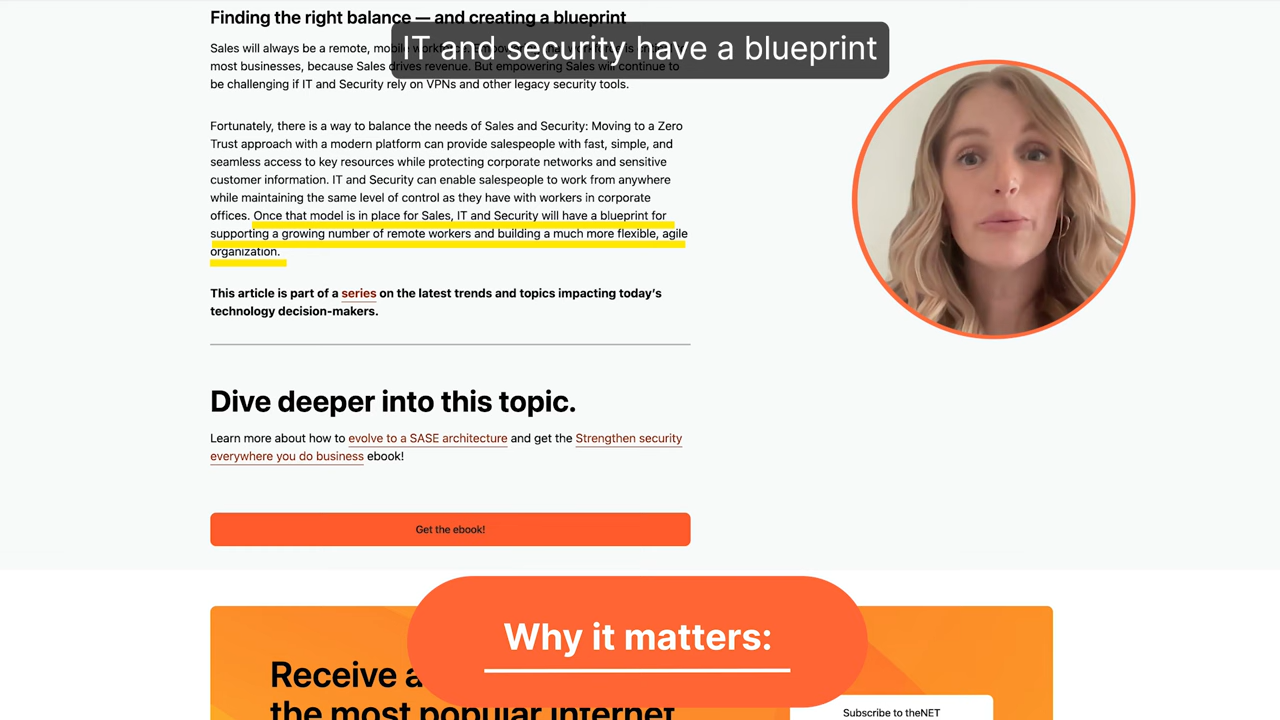 Finding the right balance — and creating a blueprint
IT and security have a blueprint
Sales will always be a remote, mobile workforce.
most businesses, because Sales drives revenue. But empowering Sales will continue to
be challenging if IT and Security rely on VPNs and other legacy security tools.
Fortunately, there is a way to balance the needs of Sales and Security: Moving to a Zero
Trust approach with a modern platform can provide salespeople with fast, simple, and
seamless access to key resources while protecting corporate networks and sensitive
customer information. IT and Security can enable salespeople to work from anywhere
while maintaining the same level of control as they have with workers in corporate
offices. Once that model is in place for Sales, IT and Security will have a blueprint for
supporting a growing number of remote workers and building a much more flexible, agile
organization.
This article is part of a series on the latest trends and topics impacting today’s
technology decision-makers.
Dive deeper into this topic.
Learn more about how to evolve to a SASE architecture and get the Strengthen security
everywhere you do business ebook!
Get the ebook!
Why it matters:
Receive a
the most popular internet
Subscribe to theNET